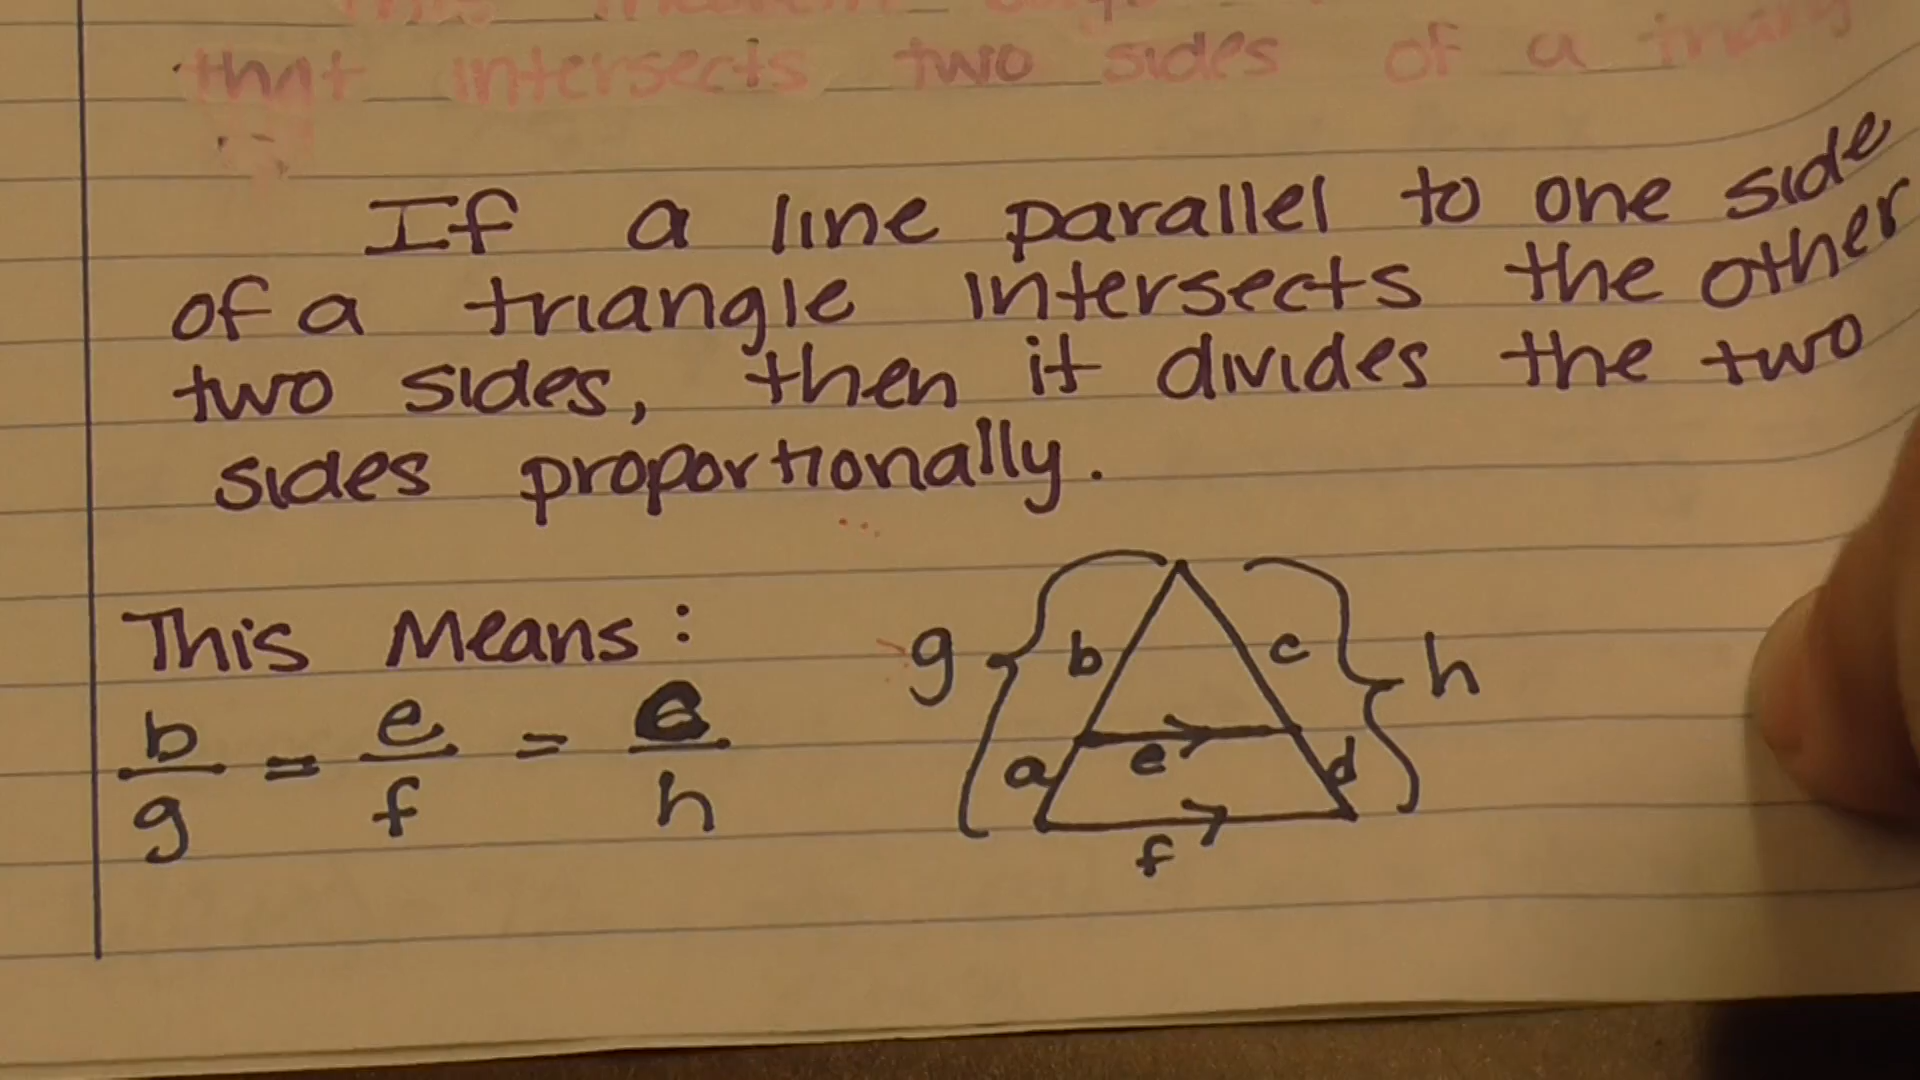 that intersects two sides of a
If a line parallel to one side
of a triangle intersects the other
two sides, then it divides the two
sides proportionally.
This Means:
b/g = e/f = c/h
g b c h
a e d
f